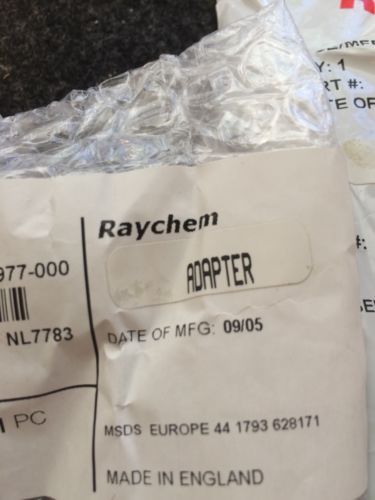 Y: 1
RT #:
TE OF
Raychem
977-000
ADAPTER
NL7783
DATE OF MFG: 09/05
PC
MSDS EUROPE 44 1793 628171
MADE IN ENGLAND
#: